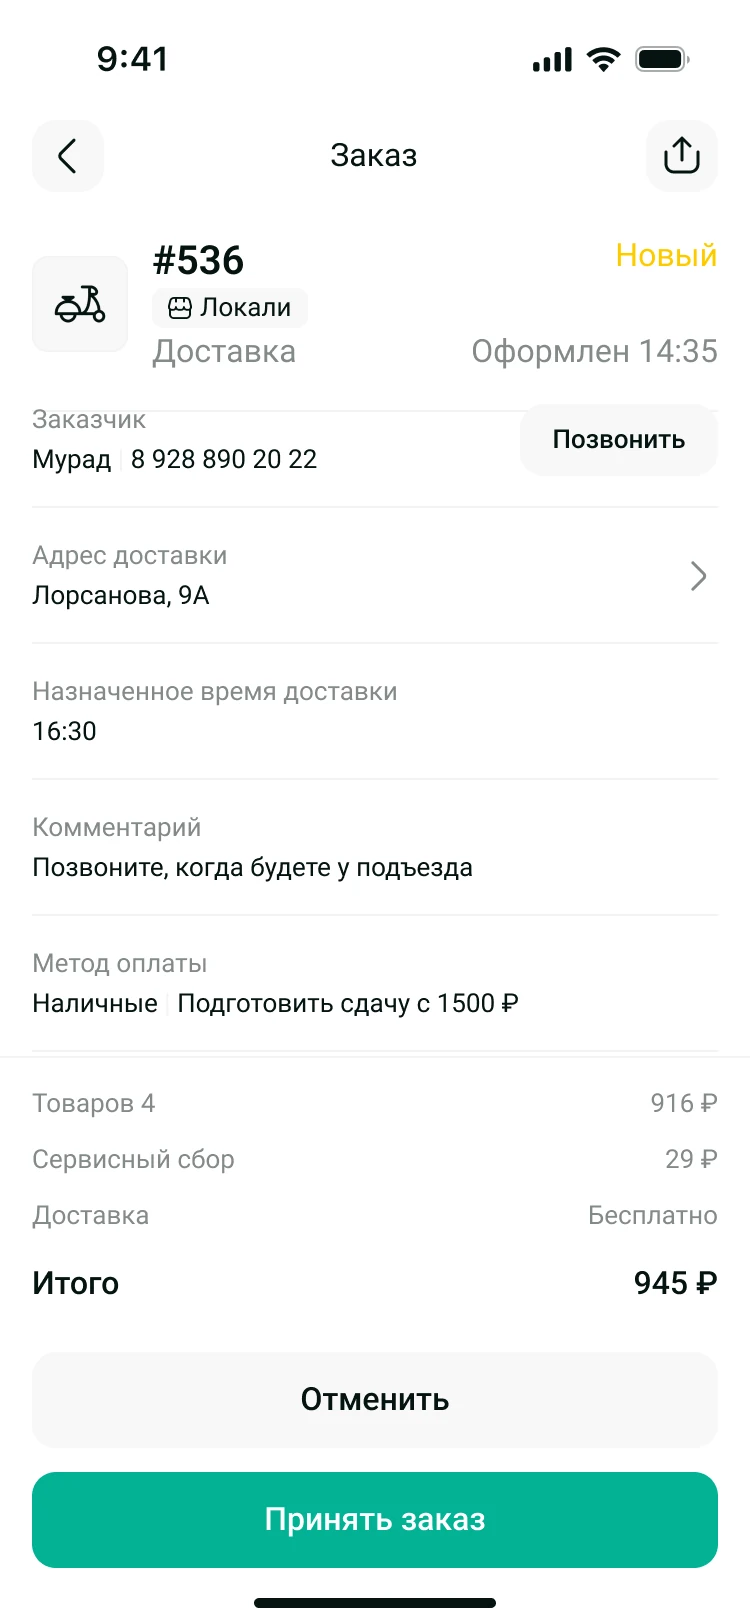 9:41
Заказ
#536
Новый
Локали
Доставка
Оформлен 14:35
Заказчик
Мурад 8 928 890 20 22
Позвонить
Адрес доставки
Лорсанова, 9А
Назначенное время доставки
16:30
Комментарий
Позвоните, когда будете у подъезда
Метод оплаты
Наличные Подготовить сдачу с 1500 ₽
Товаров 4 916 ₽
Сервисный сбор 29 ₽
Доставка Бесплатно
Итого 945 ₽
Отменить
Принять заказ